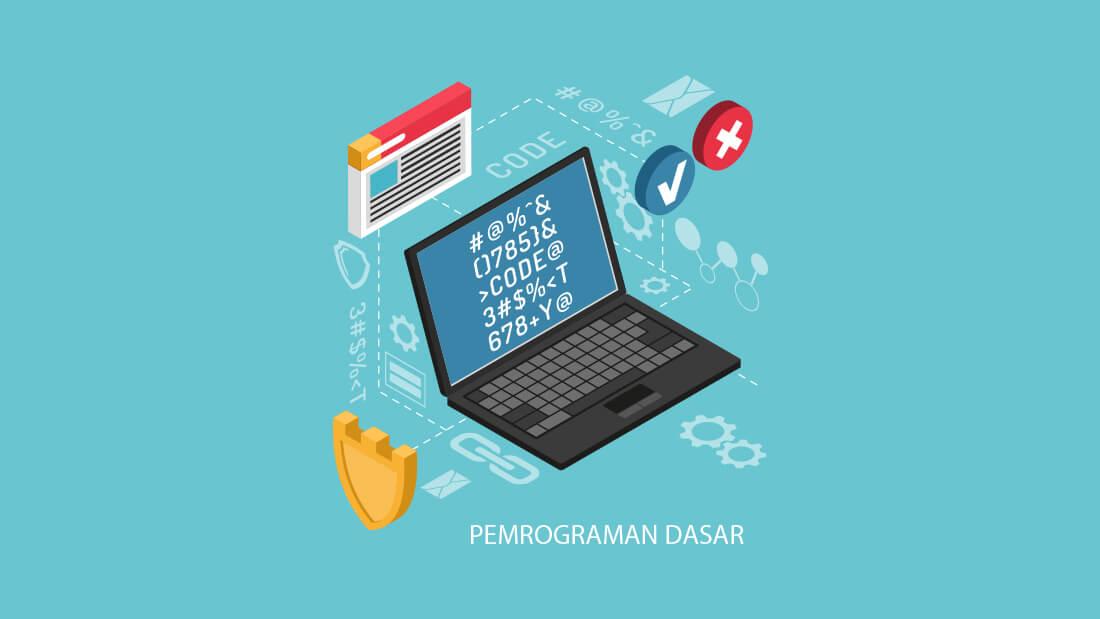 #@%^&
CODE
#@%^&
()785}&
>CODE@
3#$%<T
678+Y@
3#$%<T
PEMROGRAMAN DASAR